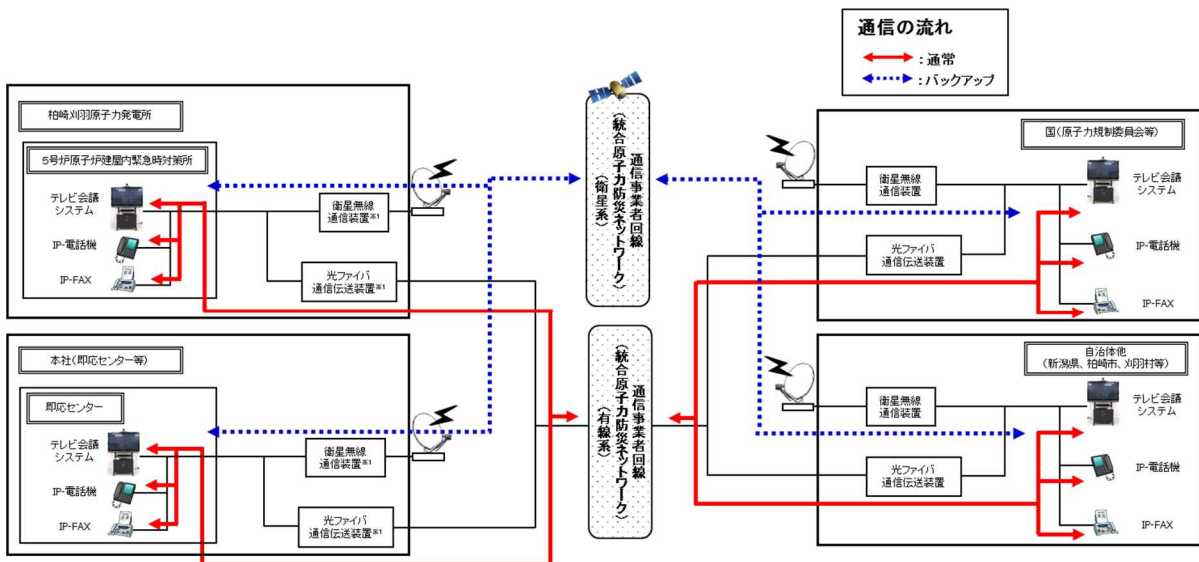 通信の流れ
：通常
：バックアップ
柏崎刈羽原子力発電所
5号炉原子炉建屋内緊急時対策所
テレビ会議
システム
IP-電話機
IP-FAX
衛星無線
通信装置※1
光ファイバ
通信伝送装置※1
本社（即応センター等）
即応センター
テレビ会議
システム
IP-電話機
IP-FAX
衛星無線
通信装置※1
光ファイバ
通信伝送装置※1
通信事業者回線
（統合原子力防災ネットワーク）
（衛星系）
通信事業者回線
（統合原子力防災ネットワーク）
（有線系）
国（原子力規制委員会等）
衛星無線
通信装置
光ファイバ
通信伝送装置
テレビ会議
システム
IP-電話機
IP-FAX
自治体他
（新潟県、柏崎市、刈羽村等）
衛星無線
通信装置
光ファイバ
通信伝送装置
テレビ会議
システム
IP-電話機
IP-FAX